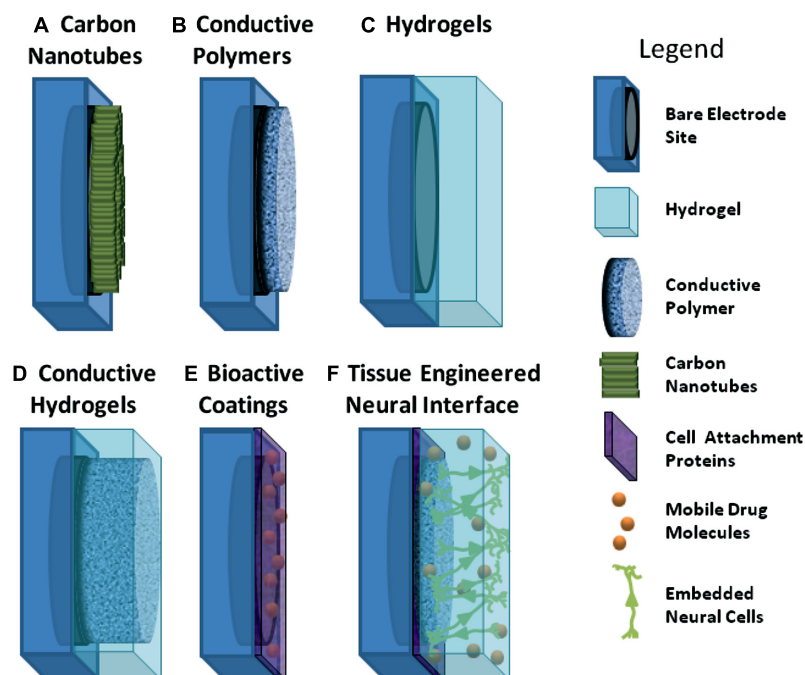 A Carbon
Nanotubes
B Conductive
Polymers
C Hydrogels
D Conductive
Hydrogels
E Bioactive
Coatings
F Tissue Engineered
Neural Interface
Legend
Bare Electrode
Site
Hydrogel
Conductive
Polymer
Carbon
Nanotubes
Cell Attachment
Proteins
Mobile Drug
Molecules
Embedded
Neural Cells